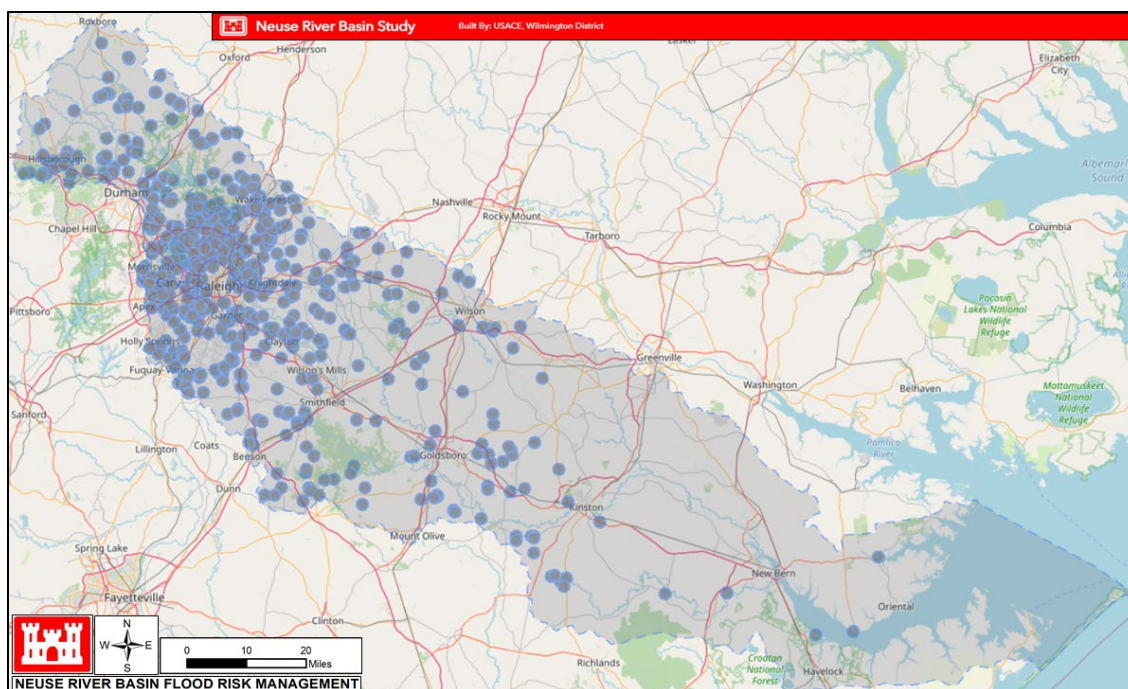 Neuse River Basin Study
Built By: USACE, Wilmington District
Roxboro
Oxford
Henderson
Elizabeth
City
Hillsborough
Durham
Wake Forest
Nashville
Rocky Mount
Tarboro
Albemarle
Sound
Chapel Hill
Columbia
Morrisville
Cary
Raleigh
Knightdale
Pittsboro
Apex
Garner
Wilson
Pocosin
Lakes National
Wildlife
Refuge
Holly Springs
Clayton
Fuquay-Varina
Wilson's Mills
Greenville
Washington
Belhaven
Mattamuskeet
National
Wildlife
Refuge
Sanford
Smithfield
Pamlico
River
Lillington
Coats
Benson
Goldsboro
Dunn
Kinston
Mount Olive
Spring Lake
New Bern
Fayetteville
Clinton
Oriental
Richlands
Croatan
National
Forest
Havelock
N
W E
S
0 10 20
Miles
NEUSE RIVER BASIN FLOOD RISK MANAGEMENT